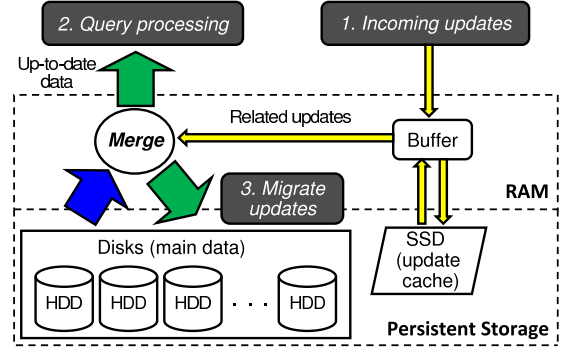 2. Query processing
1. Incoming updates
Up-to-date
data
Related updates
Merge
Buffer
3. Migrate
updates
RAM
Disks (main data)
SSD
(update
cache)
HDD HDD HDD . . . HDD
Persistent Storage